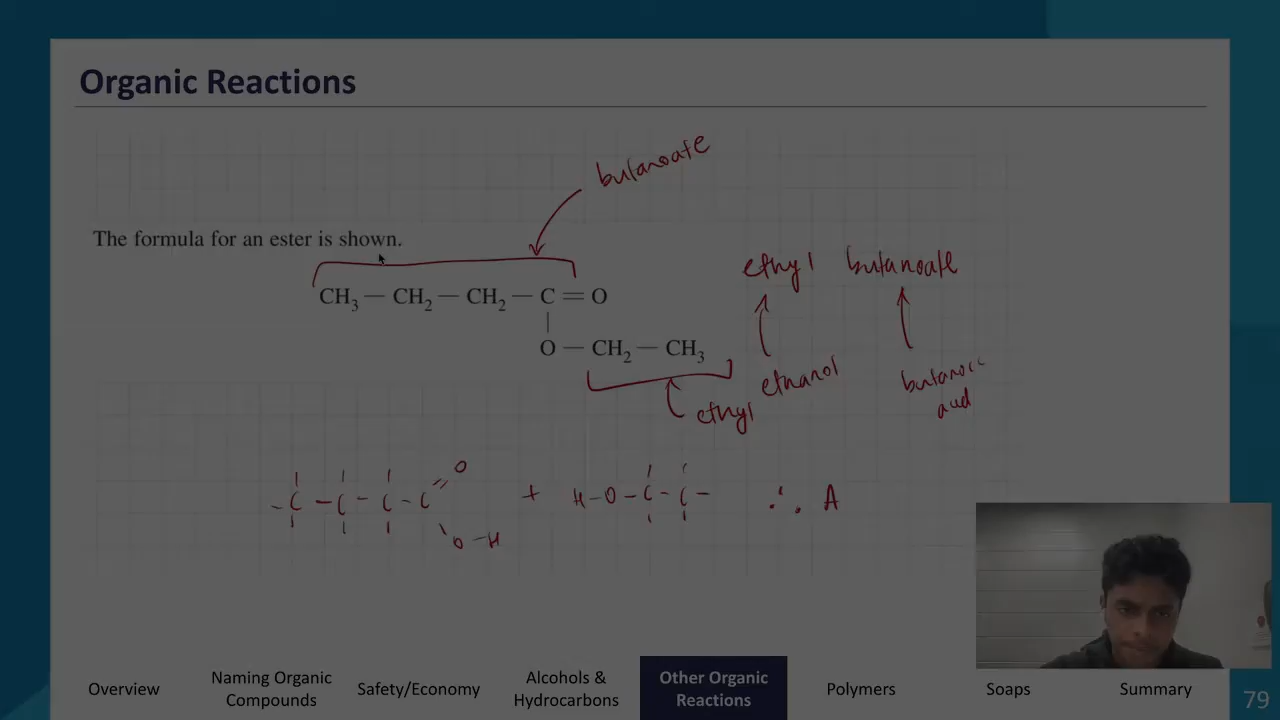 Organic Reactions
butanoate
The formula for an ester is shown.
ethyl butanoate
CH3 — CH2 — CH2 — C = O
O — CH2 — CH3
ethanol
butanoic
acid
ethyl
- C - C - C - C = O
O - H
+ H - O - C - C - ∴ A
Overview
Naming Organic
Compounds
Safety/Economy
Alcohols &
Hydrocarbons
Other Organic
Reactions
Polymers
Soaps
Summary
79